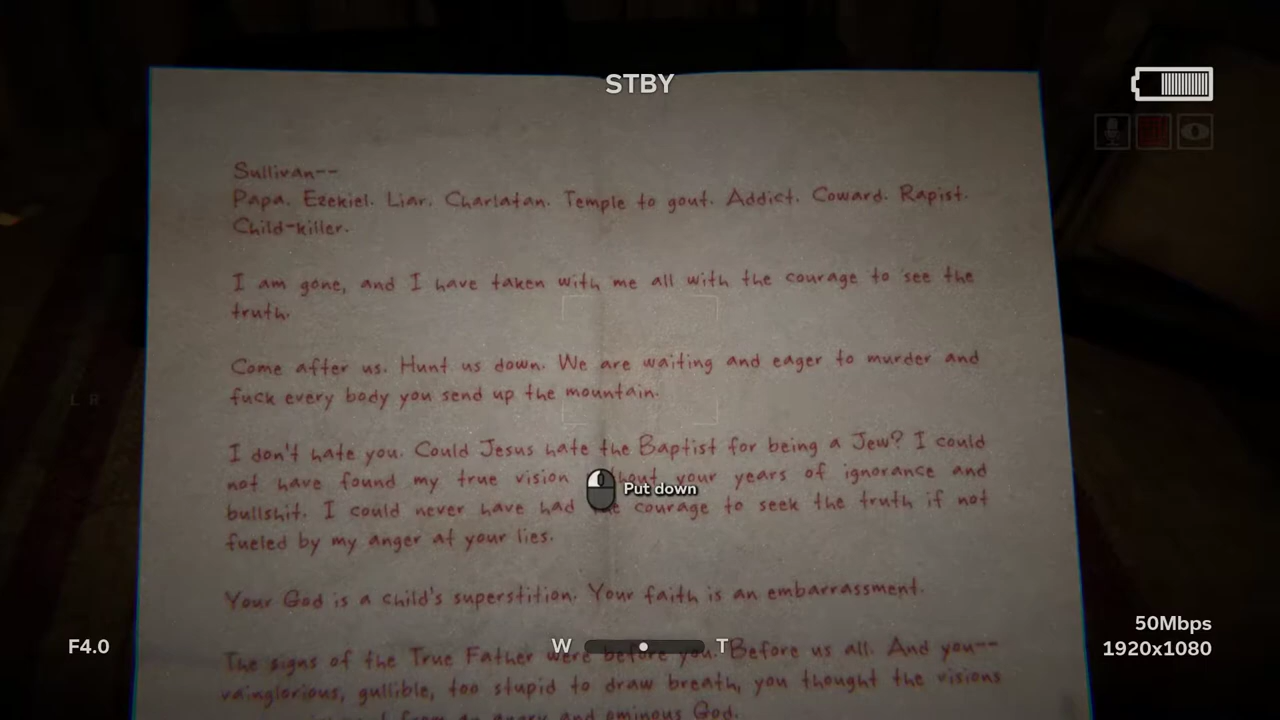 STBY
Sullivan--
Papa. Ezekiel. Liar. Charlatan. Temple to gout. Addict. Coward. Rapist.
Child-killer.
I am gone, and I have taken with me all with the courage to see the
truth.
Come after us. Hunt us down. We are waiting and eager to murder and
fuck every body you send up the mountain.
L R
I don't hate you. Could Jesus hate the Baptist for being a Jew? I could
not have found my true vision your years of ignorance and
Put down
bullshit. I could never have had the courage to seek the truth if not
fueled by my anger at your lies.
Your God is a child's superstition. Your faith is an embarrassment.
50Mbps
F4.0
W T
1920x1080
The signs of the True Father were before you. Before us all. And you--
vainglorious, gullible, too stupid to draw breath, you thought the visions
from an angry and ominous God.